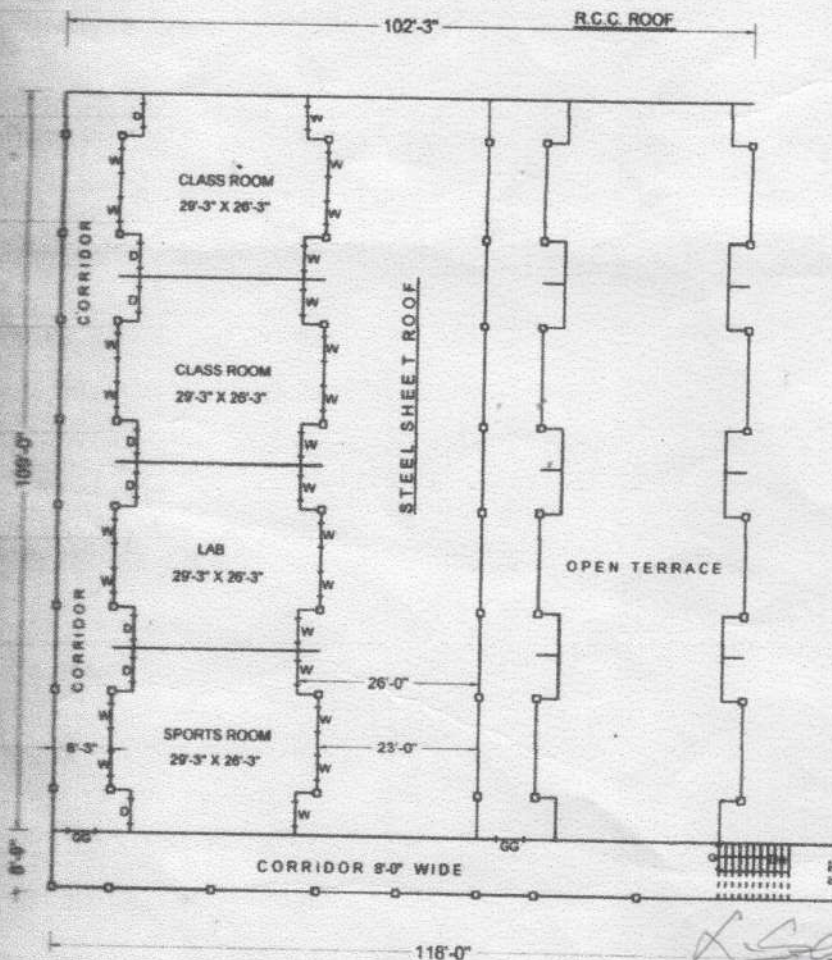 102'-3"
R.C.C. ROOF
D
W
CLASS ROOM
29'-3" X 26'-3"
W
W
W
W
W
D
W
CORRIDOR
STEEL SHEET ROOF
D
W
CLASS ROOM
29'-3" X 26'-3"
W
W
W
W
D
W
109'-0"
D
W
LAB
29'-3" X 26'-3"
W
W
W
W
D
W
OPEN TERRACE
CORRIDOR
D
W
26'-0"
SPORTS ROOM
29'-3" X 26'-3"
W
W
8'-3"
23'-0"
W
W
D
W
GG
GG
8'-0"
CORRIDOR 8'-0" WIDE
118'-0"